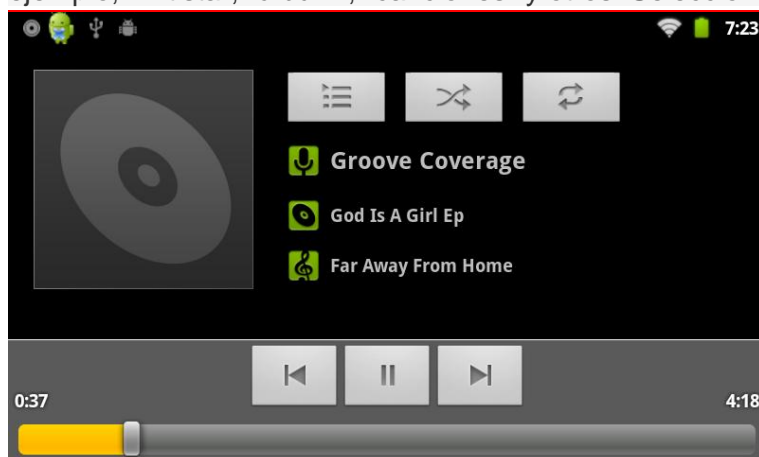 7:23
Groove Coverage
God Is A Girl Ep
Far Away From Home
0:37
4:18